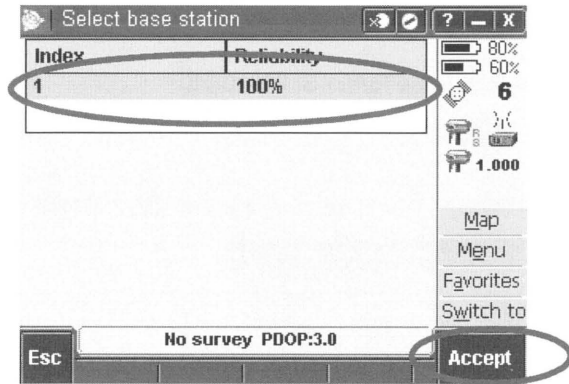 Select base station ? – X
Index Reliability
1 100%
80%
60%
6
1.000
Map
Menu
Favorites
Switch to
No survey PDOP:3.0
Esc Accept